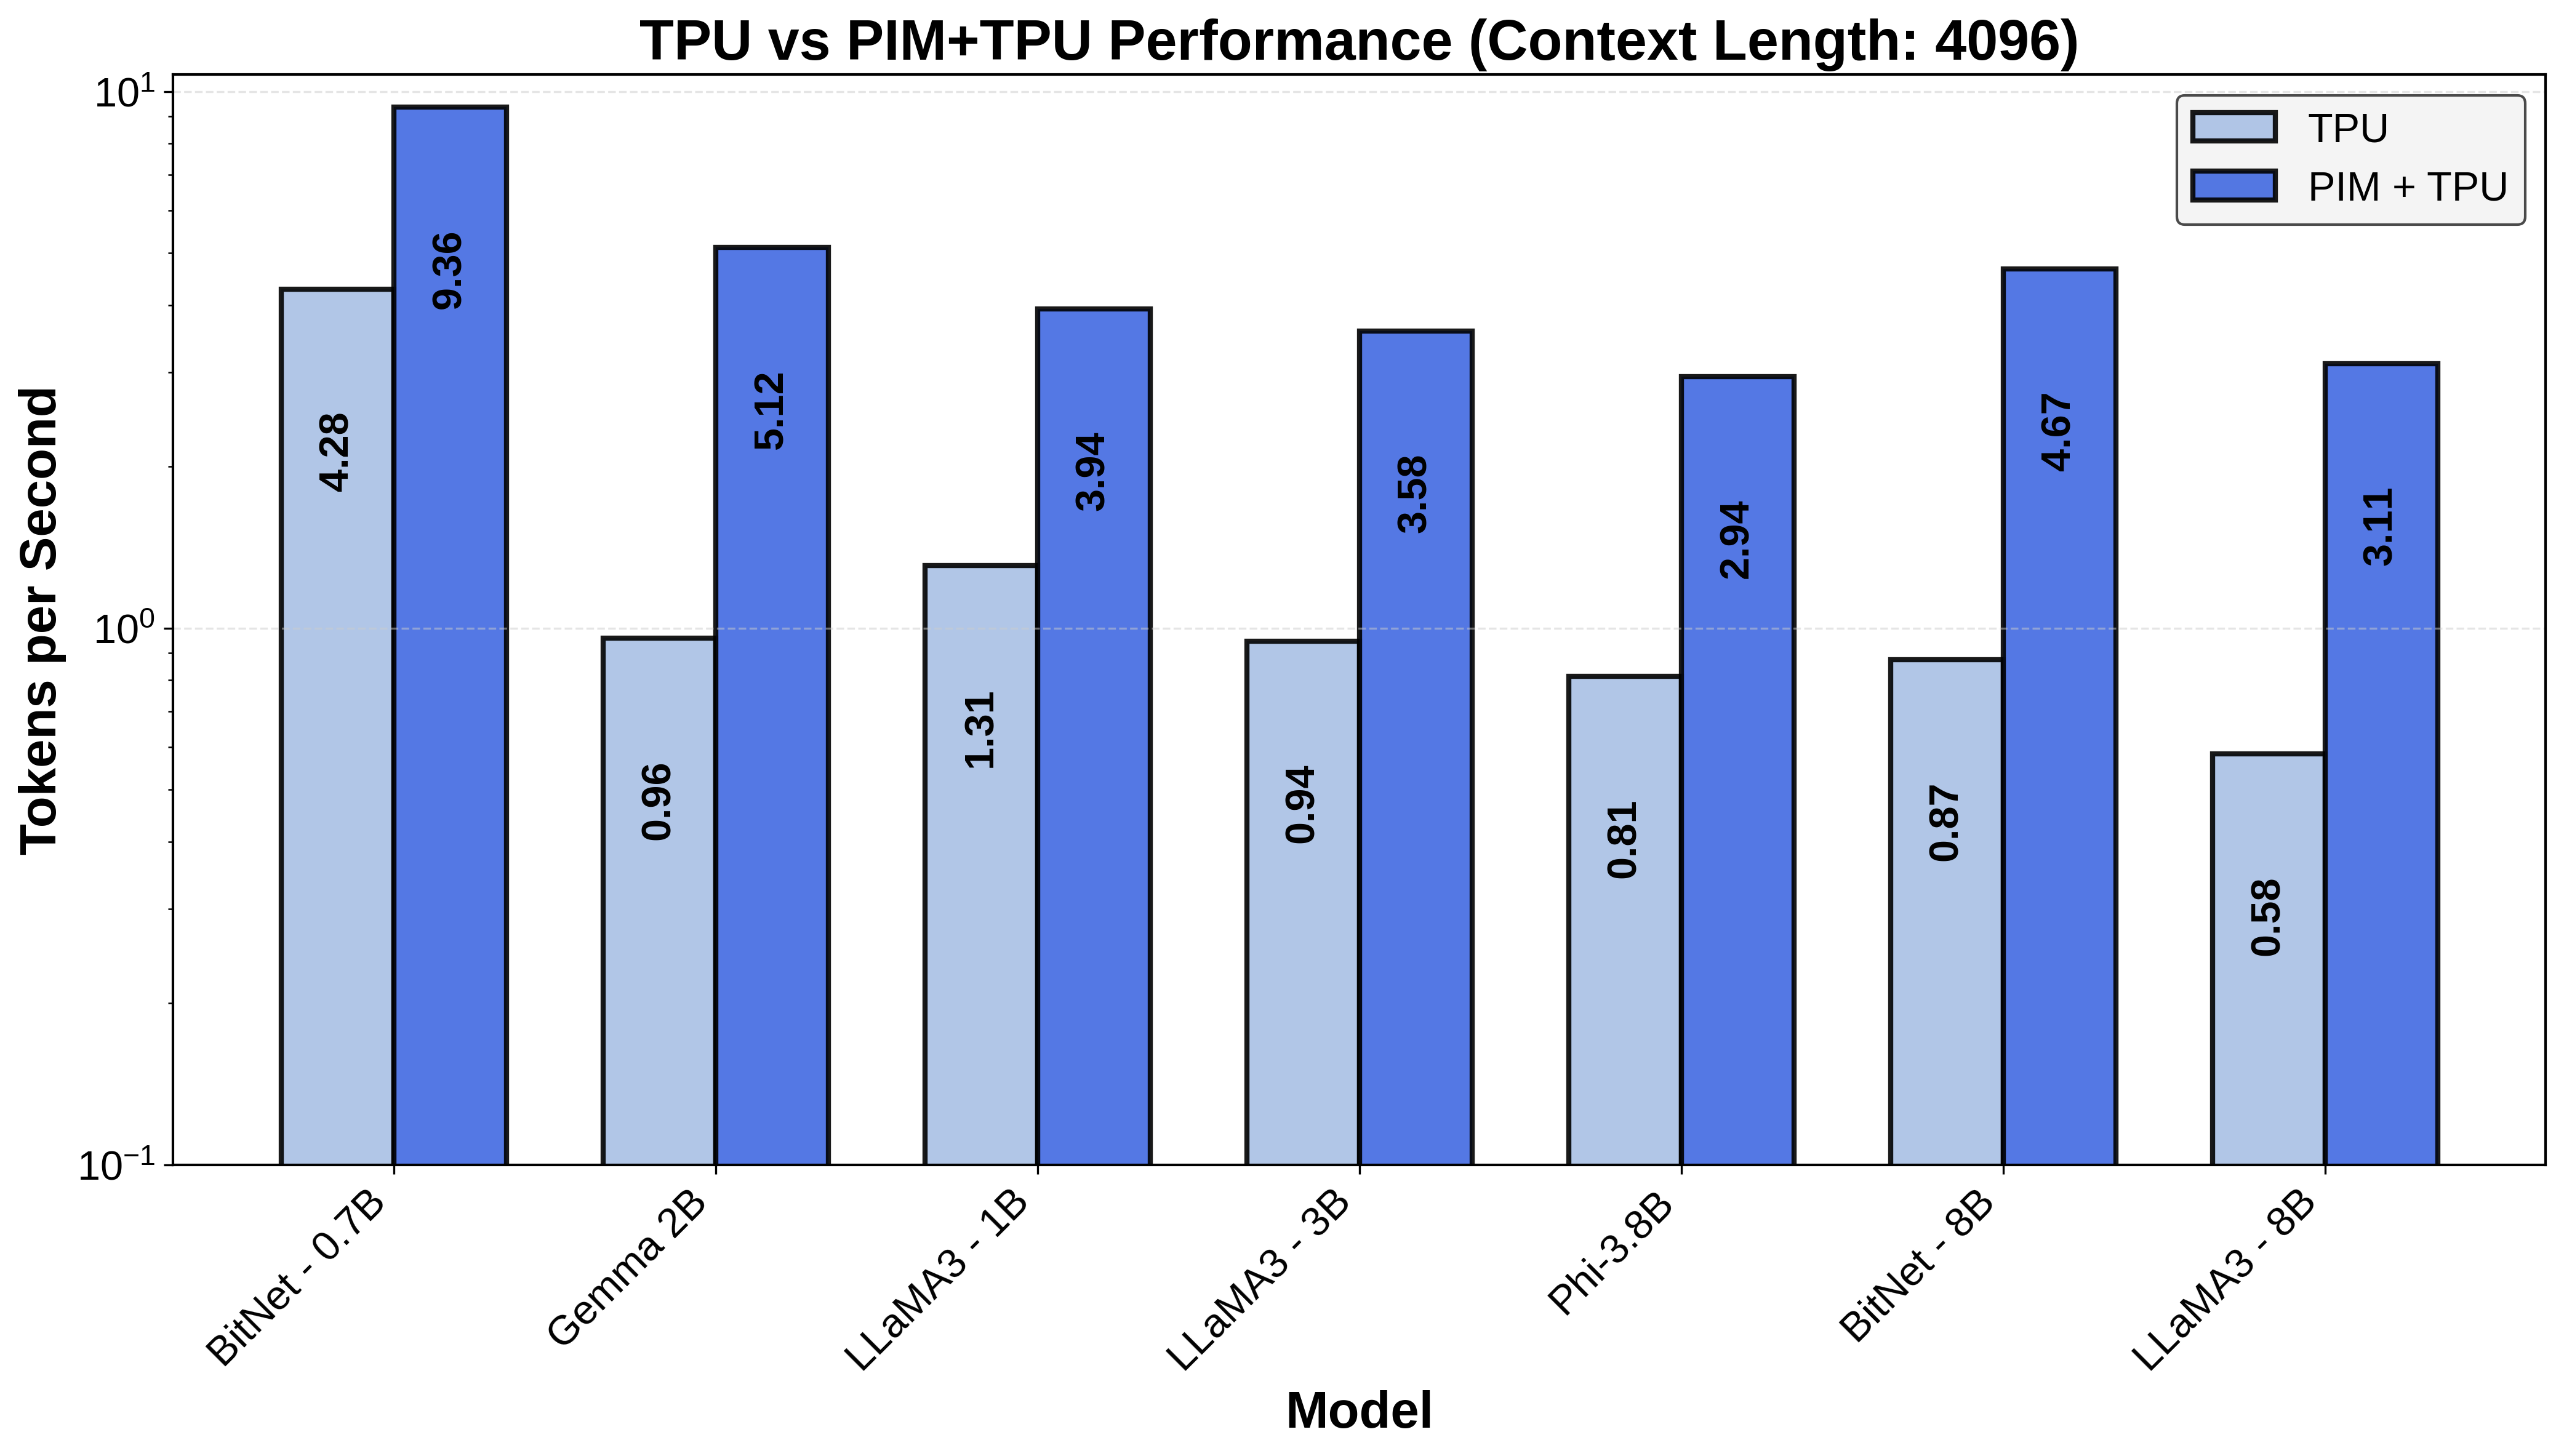 TPU vs PIM+TPU Performance (Context Length: 4096)
Tokens per Second
10¹
10⁰
10⁻¹
TPU
PIM + TPU
4.28
9.36
0.96
5.12
1.31
3.94
0.94
3.58
0.81
2.94
0.87
4.67
0.58
3.11
BitNet - 0.7B
Gemma 2B
LLaMA3 - 1B
LLaMA3 - 3B
Phi-3.8B
BitNet - 8B
LLaMA3 - 8B
Model